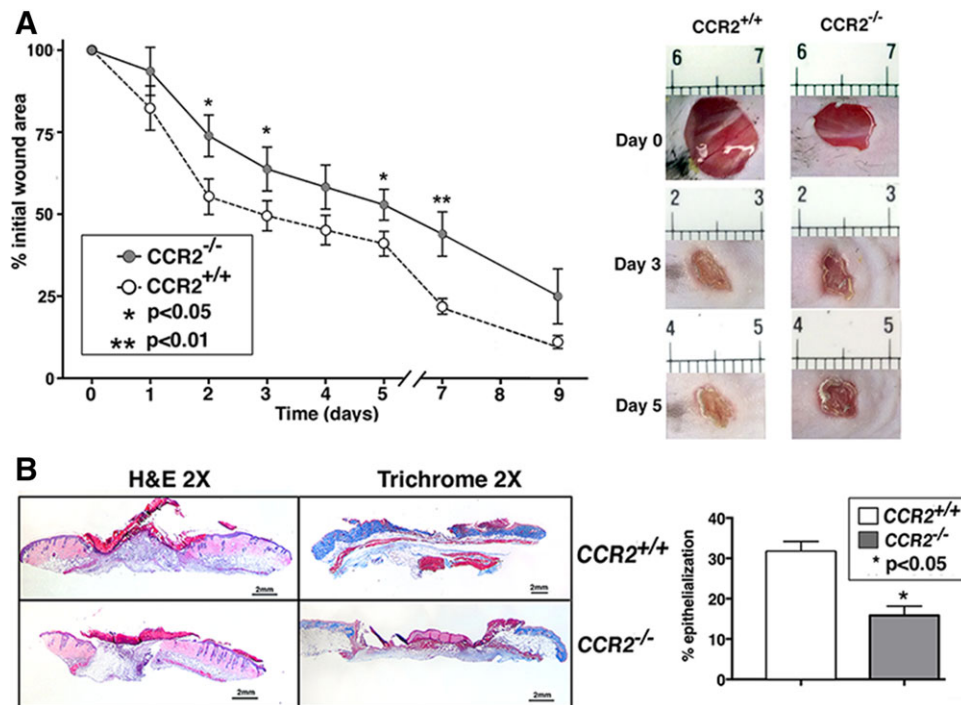 A
% initial wound area
100
75
50
25
0
CCR2-/-
CCR2+/+
* p<0.05
** p<0.01
*
*
*
**
0 1 2 3 4 5 7 9
Time (days)
CCR2+/+ CCR2-/-
Day 0
6 7 6 7
Day 3
2 3 2 3
Day 5
4 5 4 5
B
H&E 2X Trichrome 2X
2mm 2mm
CCR2+/+
2mm 2mm
CCR2-/-
% epithelialization
40
30
20
10
0
CCR2+/+
CCR2-/-
* p<0.05
*